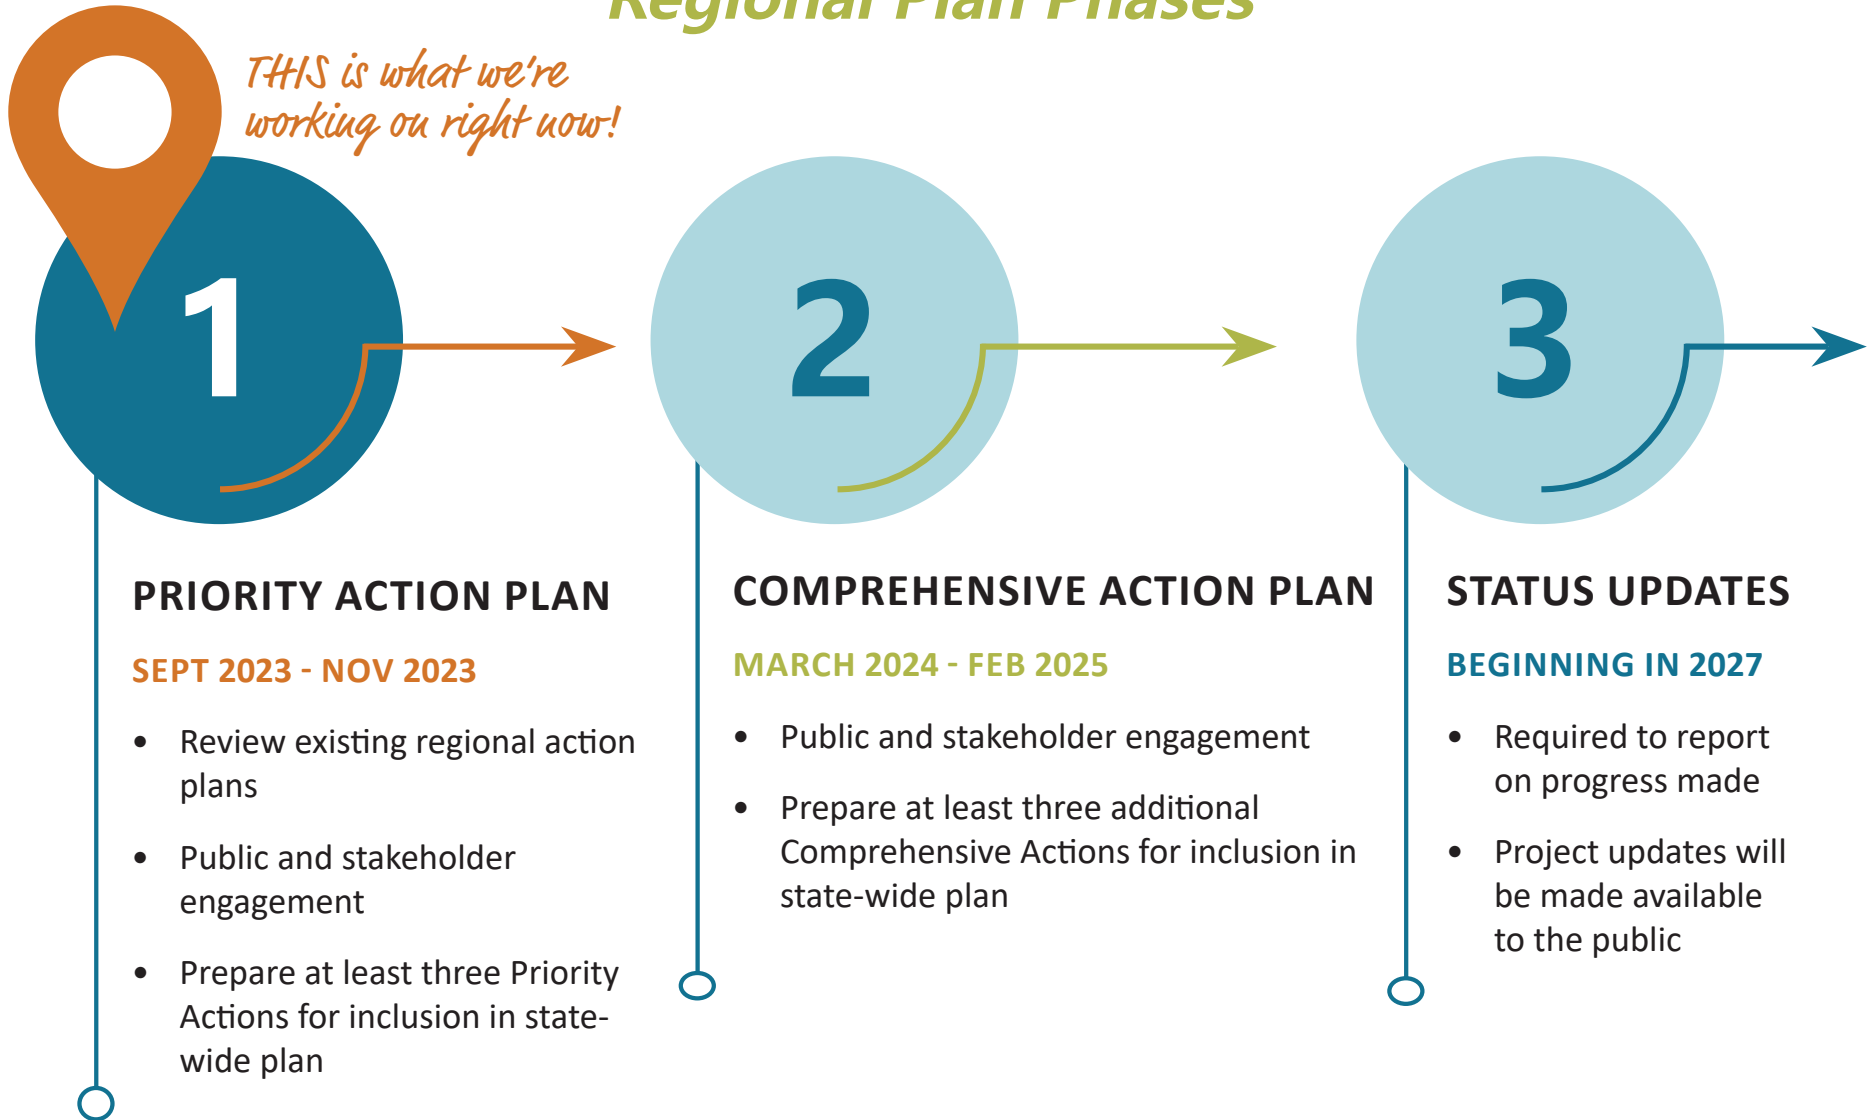 Regional Plan Phases
THIS is what we're
working on right now!
1
2
3
PRIORITY ACTION PLAN
SEPT 2023 - NOV 2023
• Review existing regional action
plans
• Public and stakeholder
engagement
• Prepare at least three Priority
Actions for inclusion in state-
wide plan
COMPREHENSIVE ACTION PLAN
MARCH 2024 - FEB 2025
• Public and stakeholder engagement
• Prepare at least three additional
Comprehensive Actions for inclusion in
state-wide plan
STATUS UPDATES
BEGINNING IN 2027
• Required to report
on progress made
• Project updates will
be made available
to the public